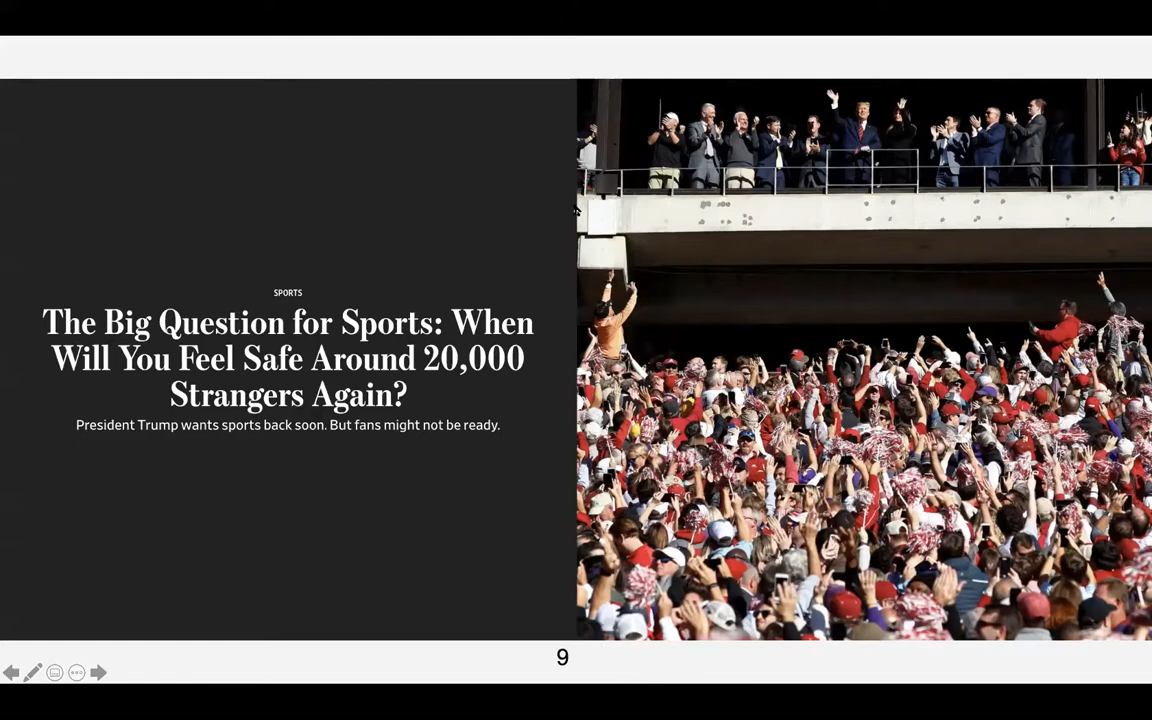 SPORTS
The Big Question for Sports: When
Will You Feel Safe Around 20,000
Strangers Again?
President Trump wants sports back soon. But fans might not be ready.
9